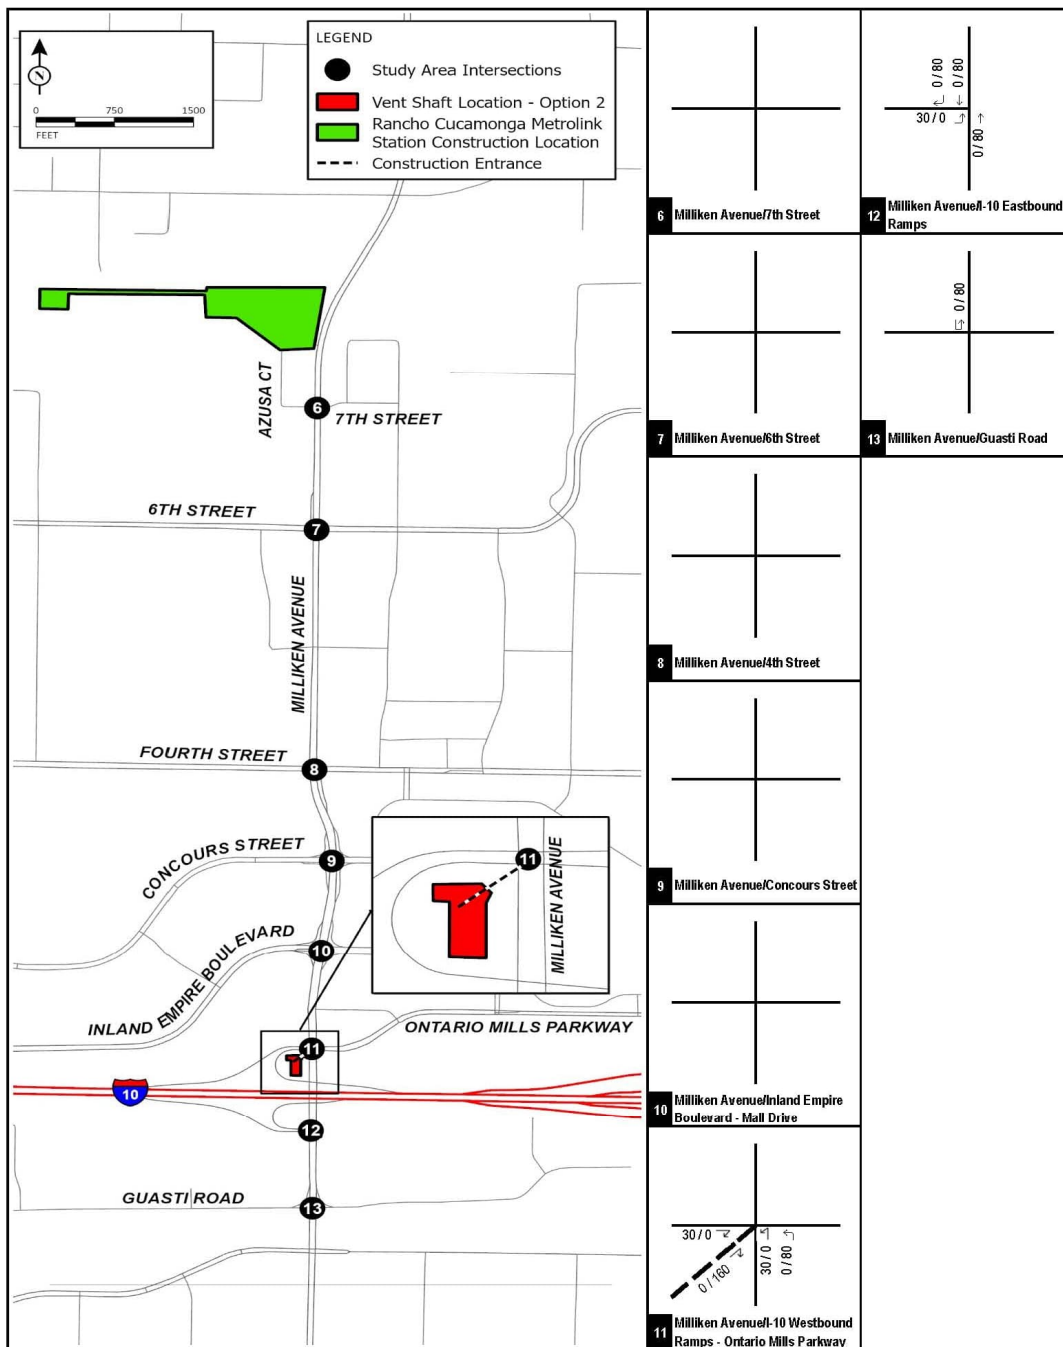 N
0 750 1500
FEET
LEGEND
Study Area Intersections
Vent Shaft Location - Option 2
Rancho Cucamonga Metrolink
Station Construction Location
Construction Entrance
AZUSA CT
6
7TH STREET
6TH STREET
7
MILLIKEN AVENUE
FOURTH STREET
8
CONCOURS STREET
9
11
MILLIKEN AVENUE
INLAND EMPIRE BOULEVARD
10
ONTARIO MILLS PARKWAY
11
10
12
GUASTI ROAD
13
6 Milliken Avenue/7th Street
7 Milliken Avenue/6th Street
8 Milliken Avenue/4th Street
9 Milliken Avenue/Concours Street
10 Milliken Avenue/Inland Empire
Boulevard - Mall Drive
30 / 0
0 / 160
30 / 0
0 / 80
11 Milliken Avenue/I-10 Westbound
Ramps - Ontario Mills Parkway
0 / 80
0 / 80
30 / 0
0 / 80
12 Milliken Avenue/I-10 Eastbound
Ramps
0 / 80
13 Milliken Avenue/Guasti Road